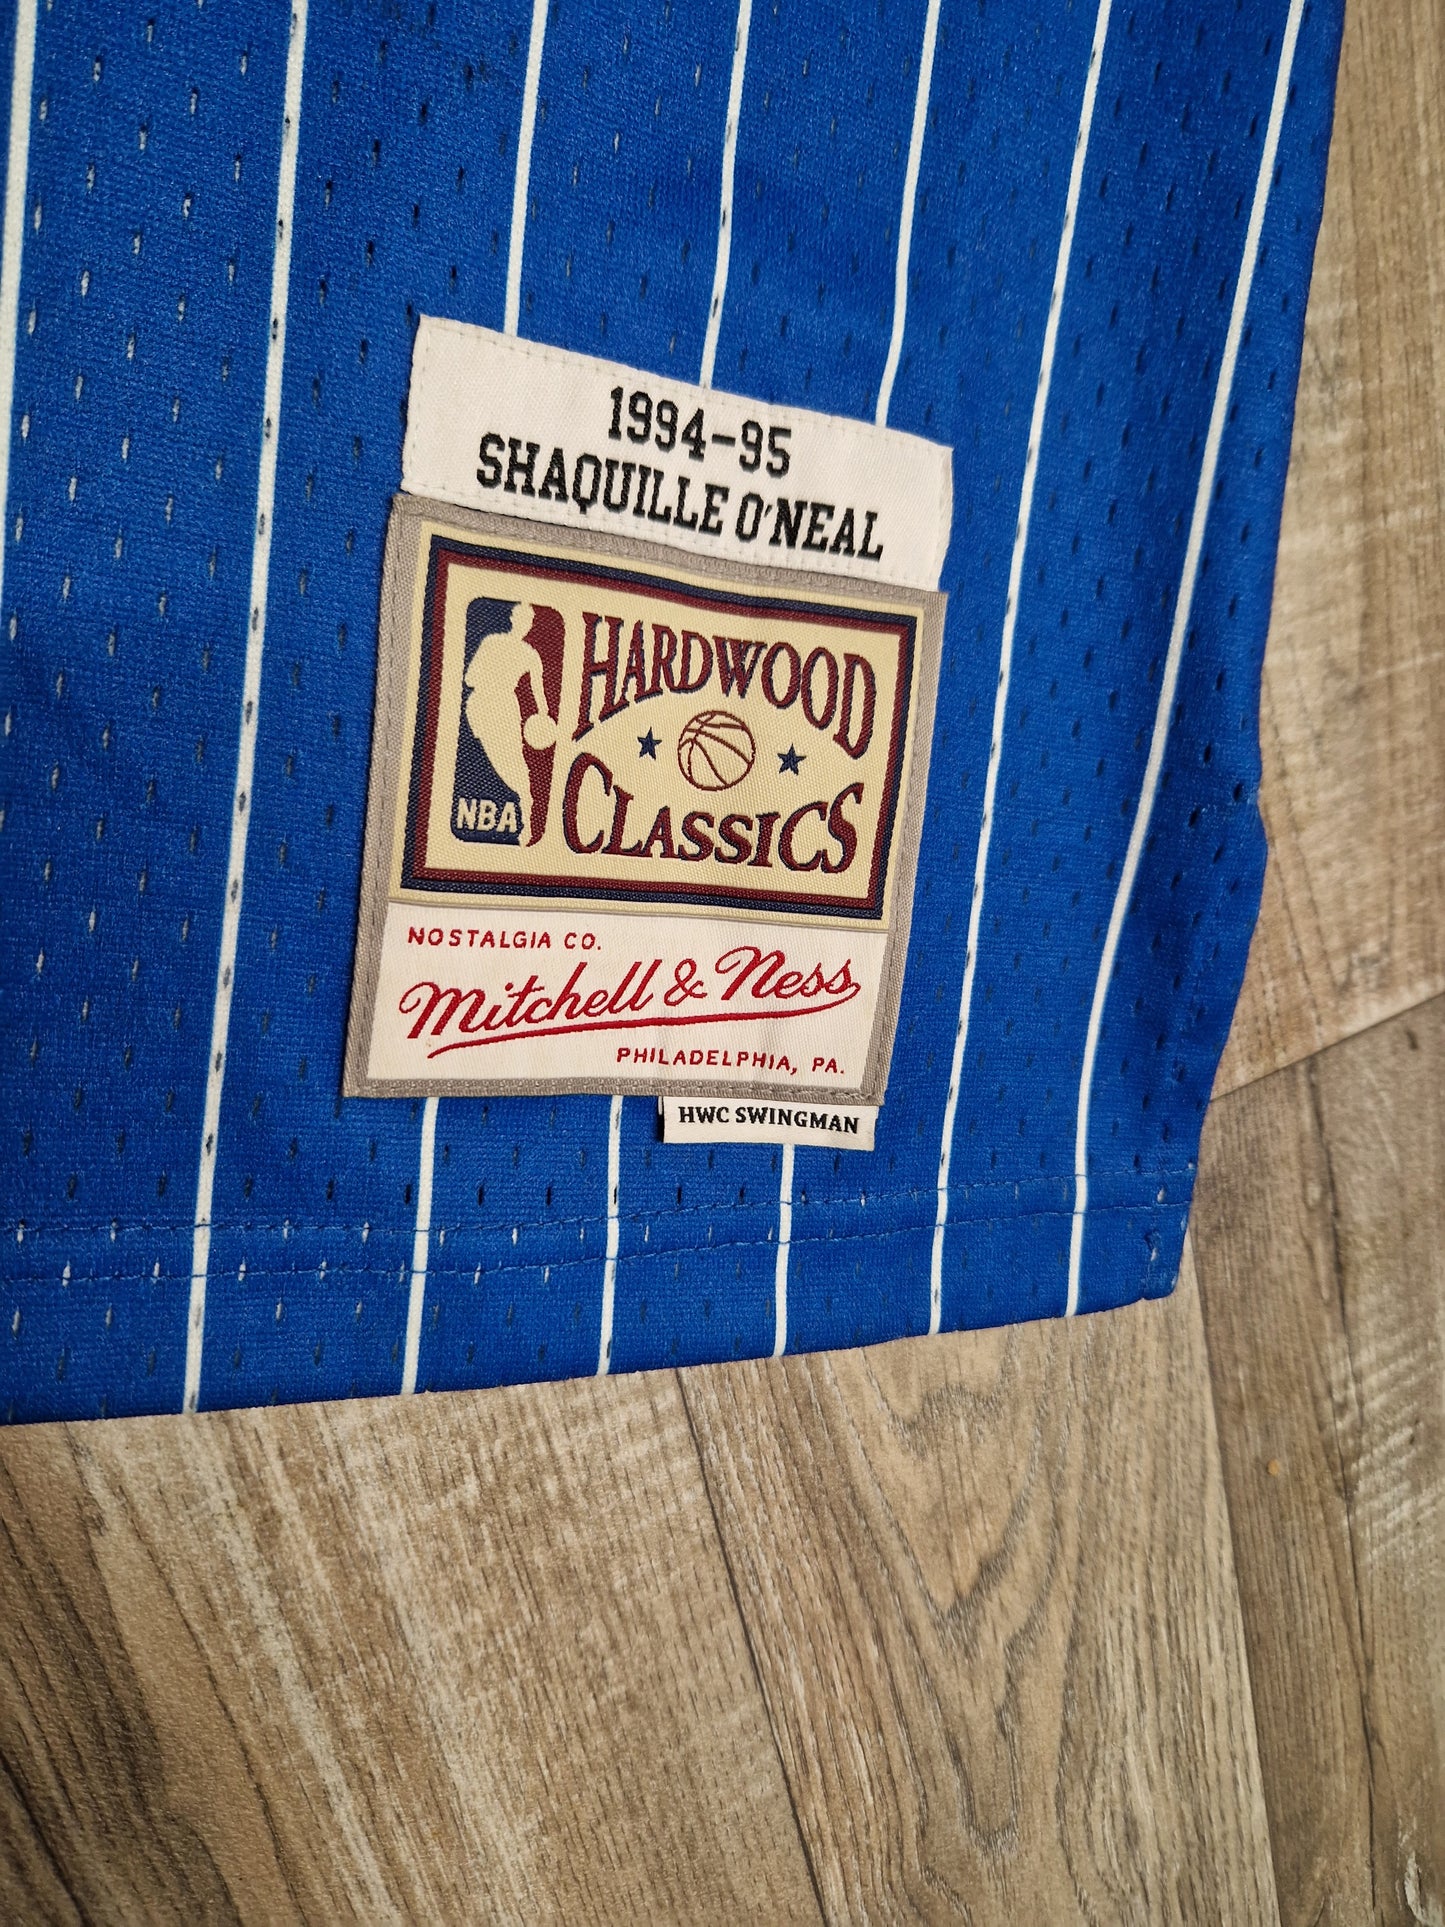 1994-95
SHAQUILLE O'NEAL
HARDWOOD
CLASSICS
NBA
NOSTALGIA CO.
Mitchell & Ness
PHILADELPHIA, PA.
HWC SWINGMAN